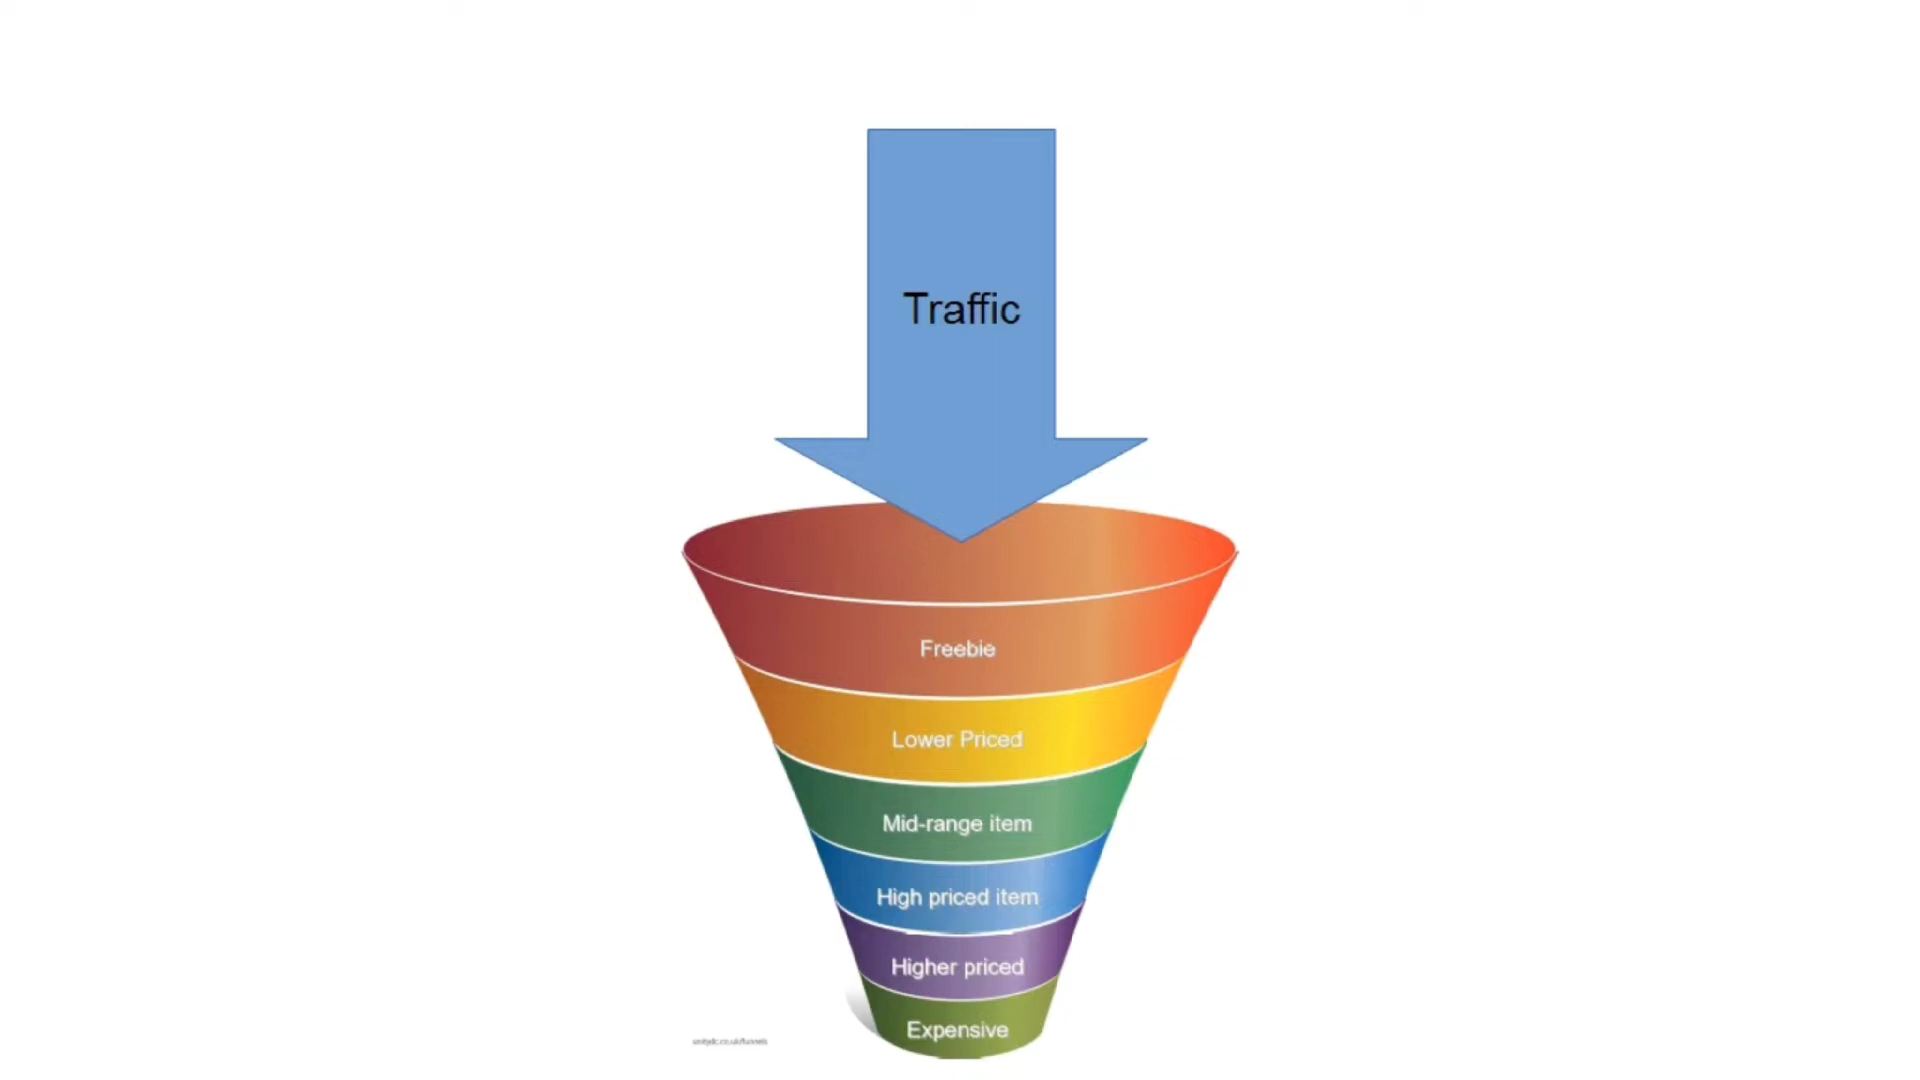 Traffic
Freebie
Lower Priced
Mid-range item
High priced item
Higher priced
Expensive